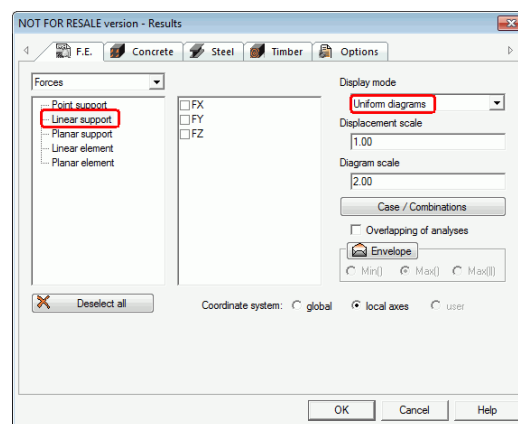 NOT FOR RESALE version - Results
F.E. Concrete Steel Timber Options
Forces
Point support
Linear support
Planar support
Linear element
Planar element
FX
FY
FZ
Display mode
Uniform diagrams
Displacement scale
1.00
Diagram scale
2.00
Case / Combinations
Overlapping of analyses
Envelope
Min() Max() Max(||)
Deselect all
Coordinate system: global local axes user
OK Cancel Help